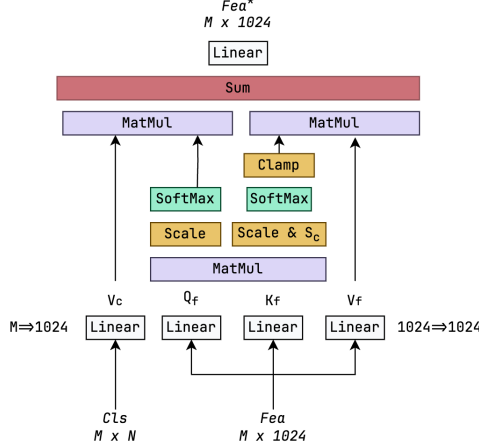 Fea*
M x 1024
Linear
Sum
MatMul MatMul
Clamp
SoftMax SoftMax
Scale Scale & Sc
MatMul
Vc Qf Kf Vf
M⇒1024 Linear Linear Linear Linear 1024⇒1024
Cls Fea
M x N M x 1024